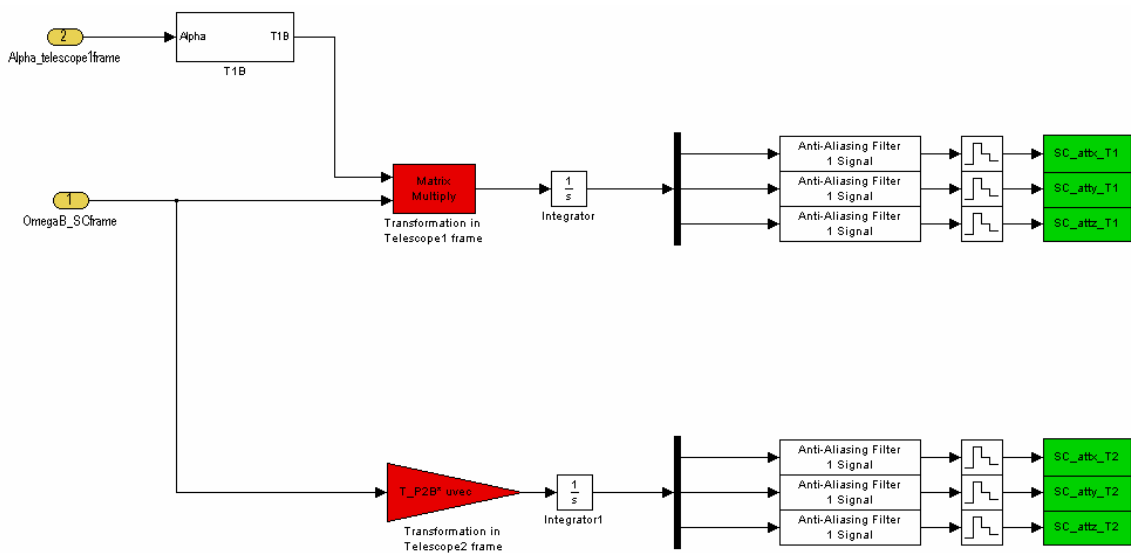 2
Alpha_telescope1frame
Alpha
T1B
T1B
1
OmegaB_SCframe
Matrix
Multiply
Transformation in
Telescope1 frame
1
s
Integrator
Anti-Aliasing Filter
1 Signal
SC_attx_T1
Anti-Aliasing Filter
1 Signal
SC_atty_T1
Anti-Aliasing Filter
1 Signal
SC_attz_T1
T_P2B* uvec
Transformation in
Telescope2 frame
1
s
Integrator1
Anti-Aliasing Filter
1 Signal
SC_attx_T2
Anti-Aliasing Filter
1 Signal
SC_atty_T2
Anti-Aliasing Filter
1 Signal
SC_attz_T2